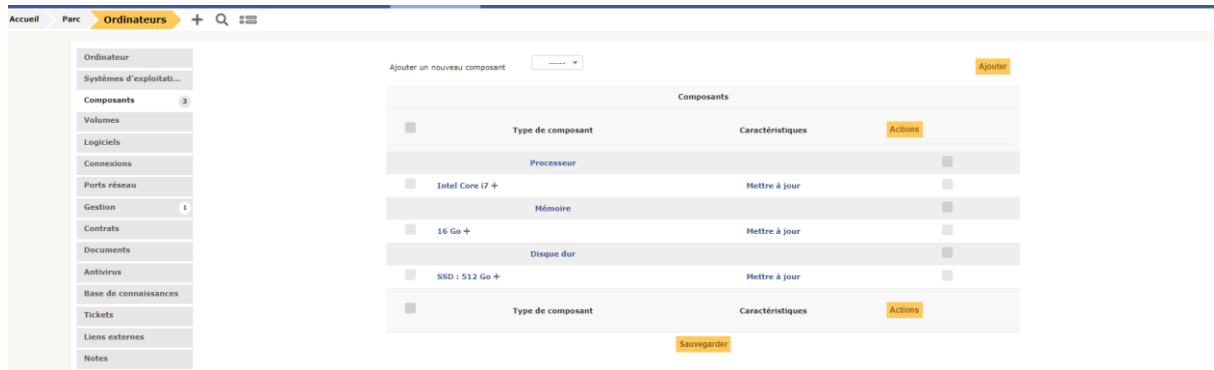 Accueil Parc Ordinateurs
Ordinateur
Systèmes d'exploitati...
Composants 3
Volumes
Logiciels
Connexions
Ports réseau
Gestion 1
Contrats
Documents
Antivirus
Base de connaissances
Tickets
Liens externes
Notes
Ajouter un nouveau composant ----- Ajouter
Composants
Type de composant Caractéristiques Actions
Processeur
Intel Core i7 + Mettre à jour
Mémoire
16 Go + Mettre à jour
Disque dur
SSD : 512 Go + Mettre à jour
Type de composant Caractéristiques Actions
Sauvegarder